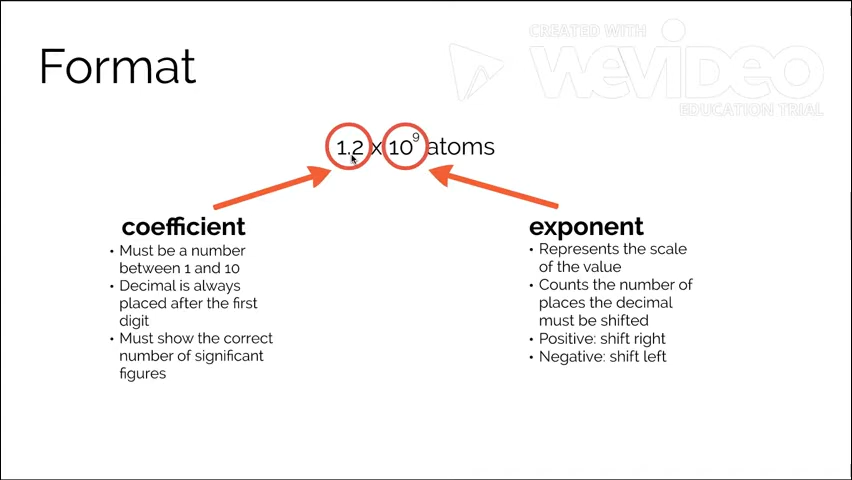 CREATED WITH
WEVIDEO
EDUCATION TRIAL
Format
1.2 x 10⁹ atoms
coefficient
• Must be a number
between 1 and 10
• Decimal is always
placed after the first
digit
• Must show the correct
number of significant
figures
exponent
• Represents the scale
of the value
• Counts the number of
places the decimal
must be shifted
• Positive: shift right
• Negative: shift left